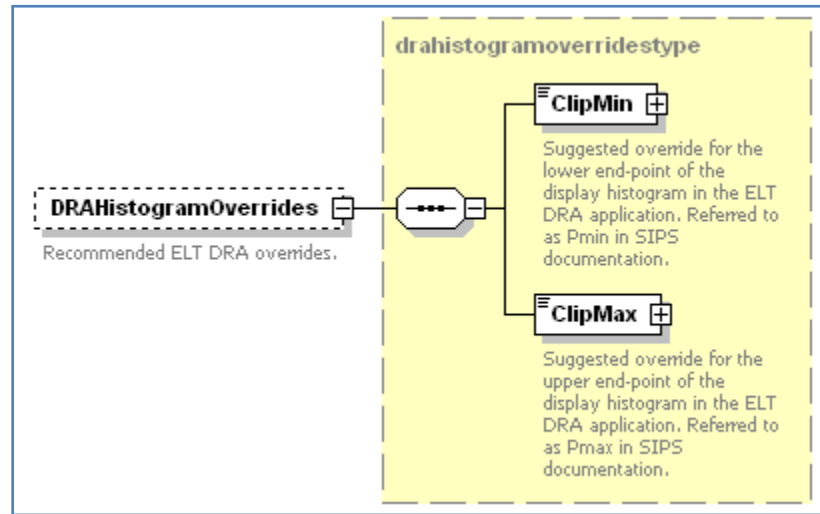 drahistogramoverridestype
ClipMin
Suggested override for the
lower end-point of the
display histogram in the ELT
DRA application. Referred to
as Pmin in SIPS
documentation.
DRAHistogramOverrides
Recommended ELT DRA overrides.
ClipMax
Suggested override for the
upper end-point of the
display histogram in the ELT
DRA application. Referred to
as Pmax in SIPS
documentation.